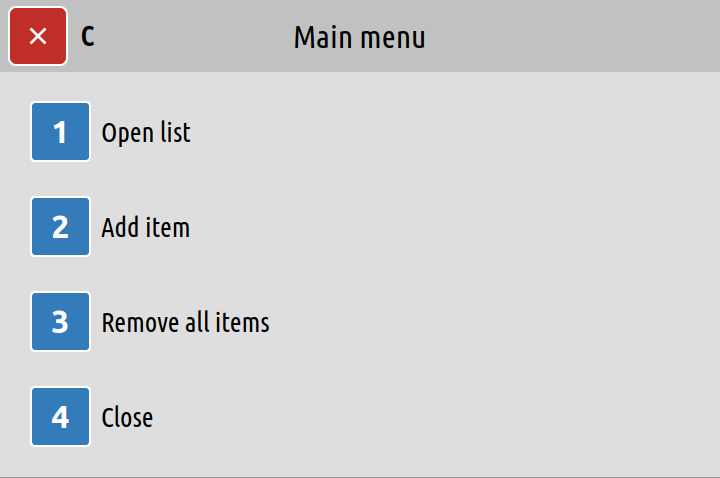 × C Main menu
1 Open list
2 Add item
3 Remove all items
4 Close